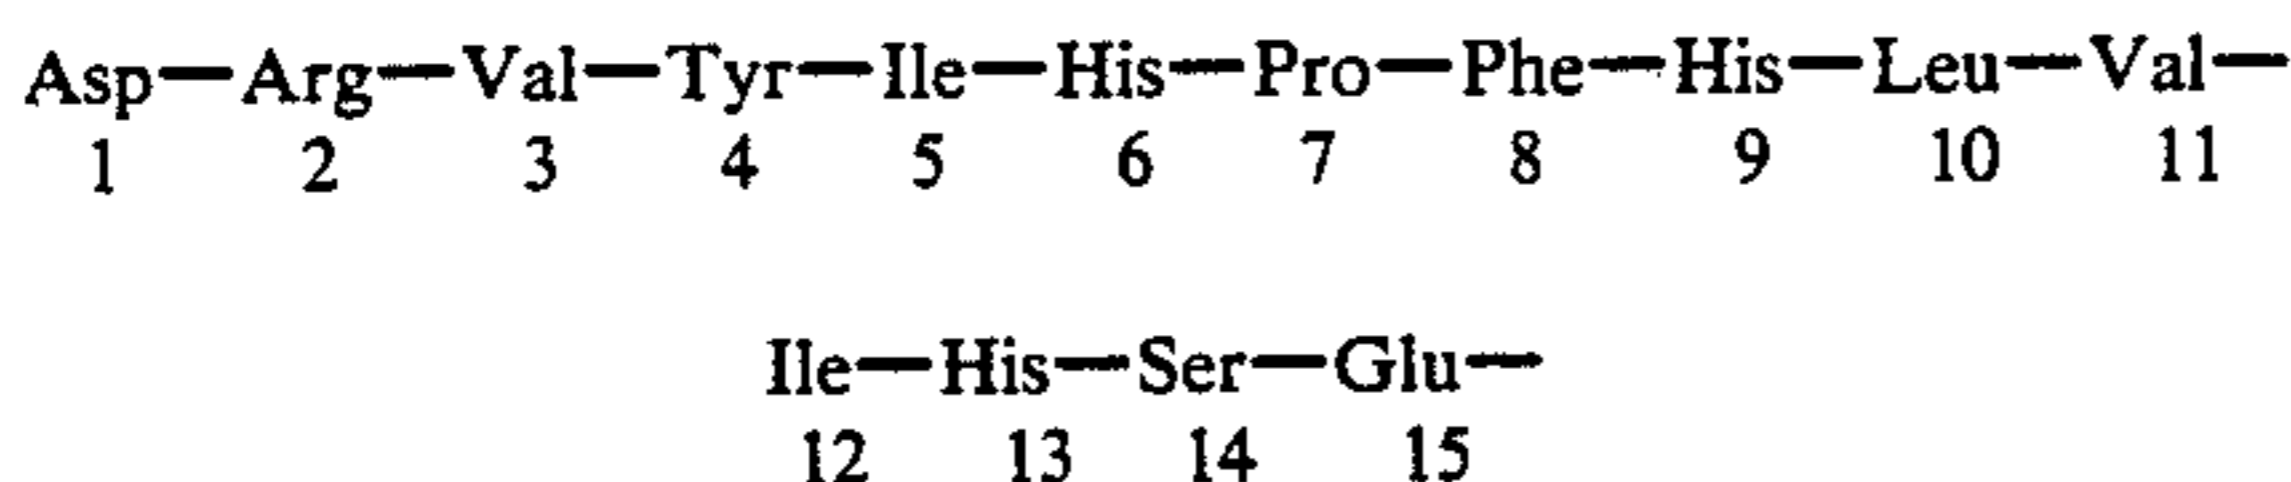 Asp—Arg—Val—Tyr—Ile—His—Pro—Phe—His—Leu—Val—
1 2 3 4 5 6 7 8 9 10 11
Ile—His—Ser—Glu—
12 13 14 15